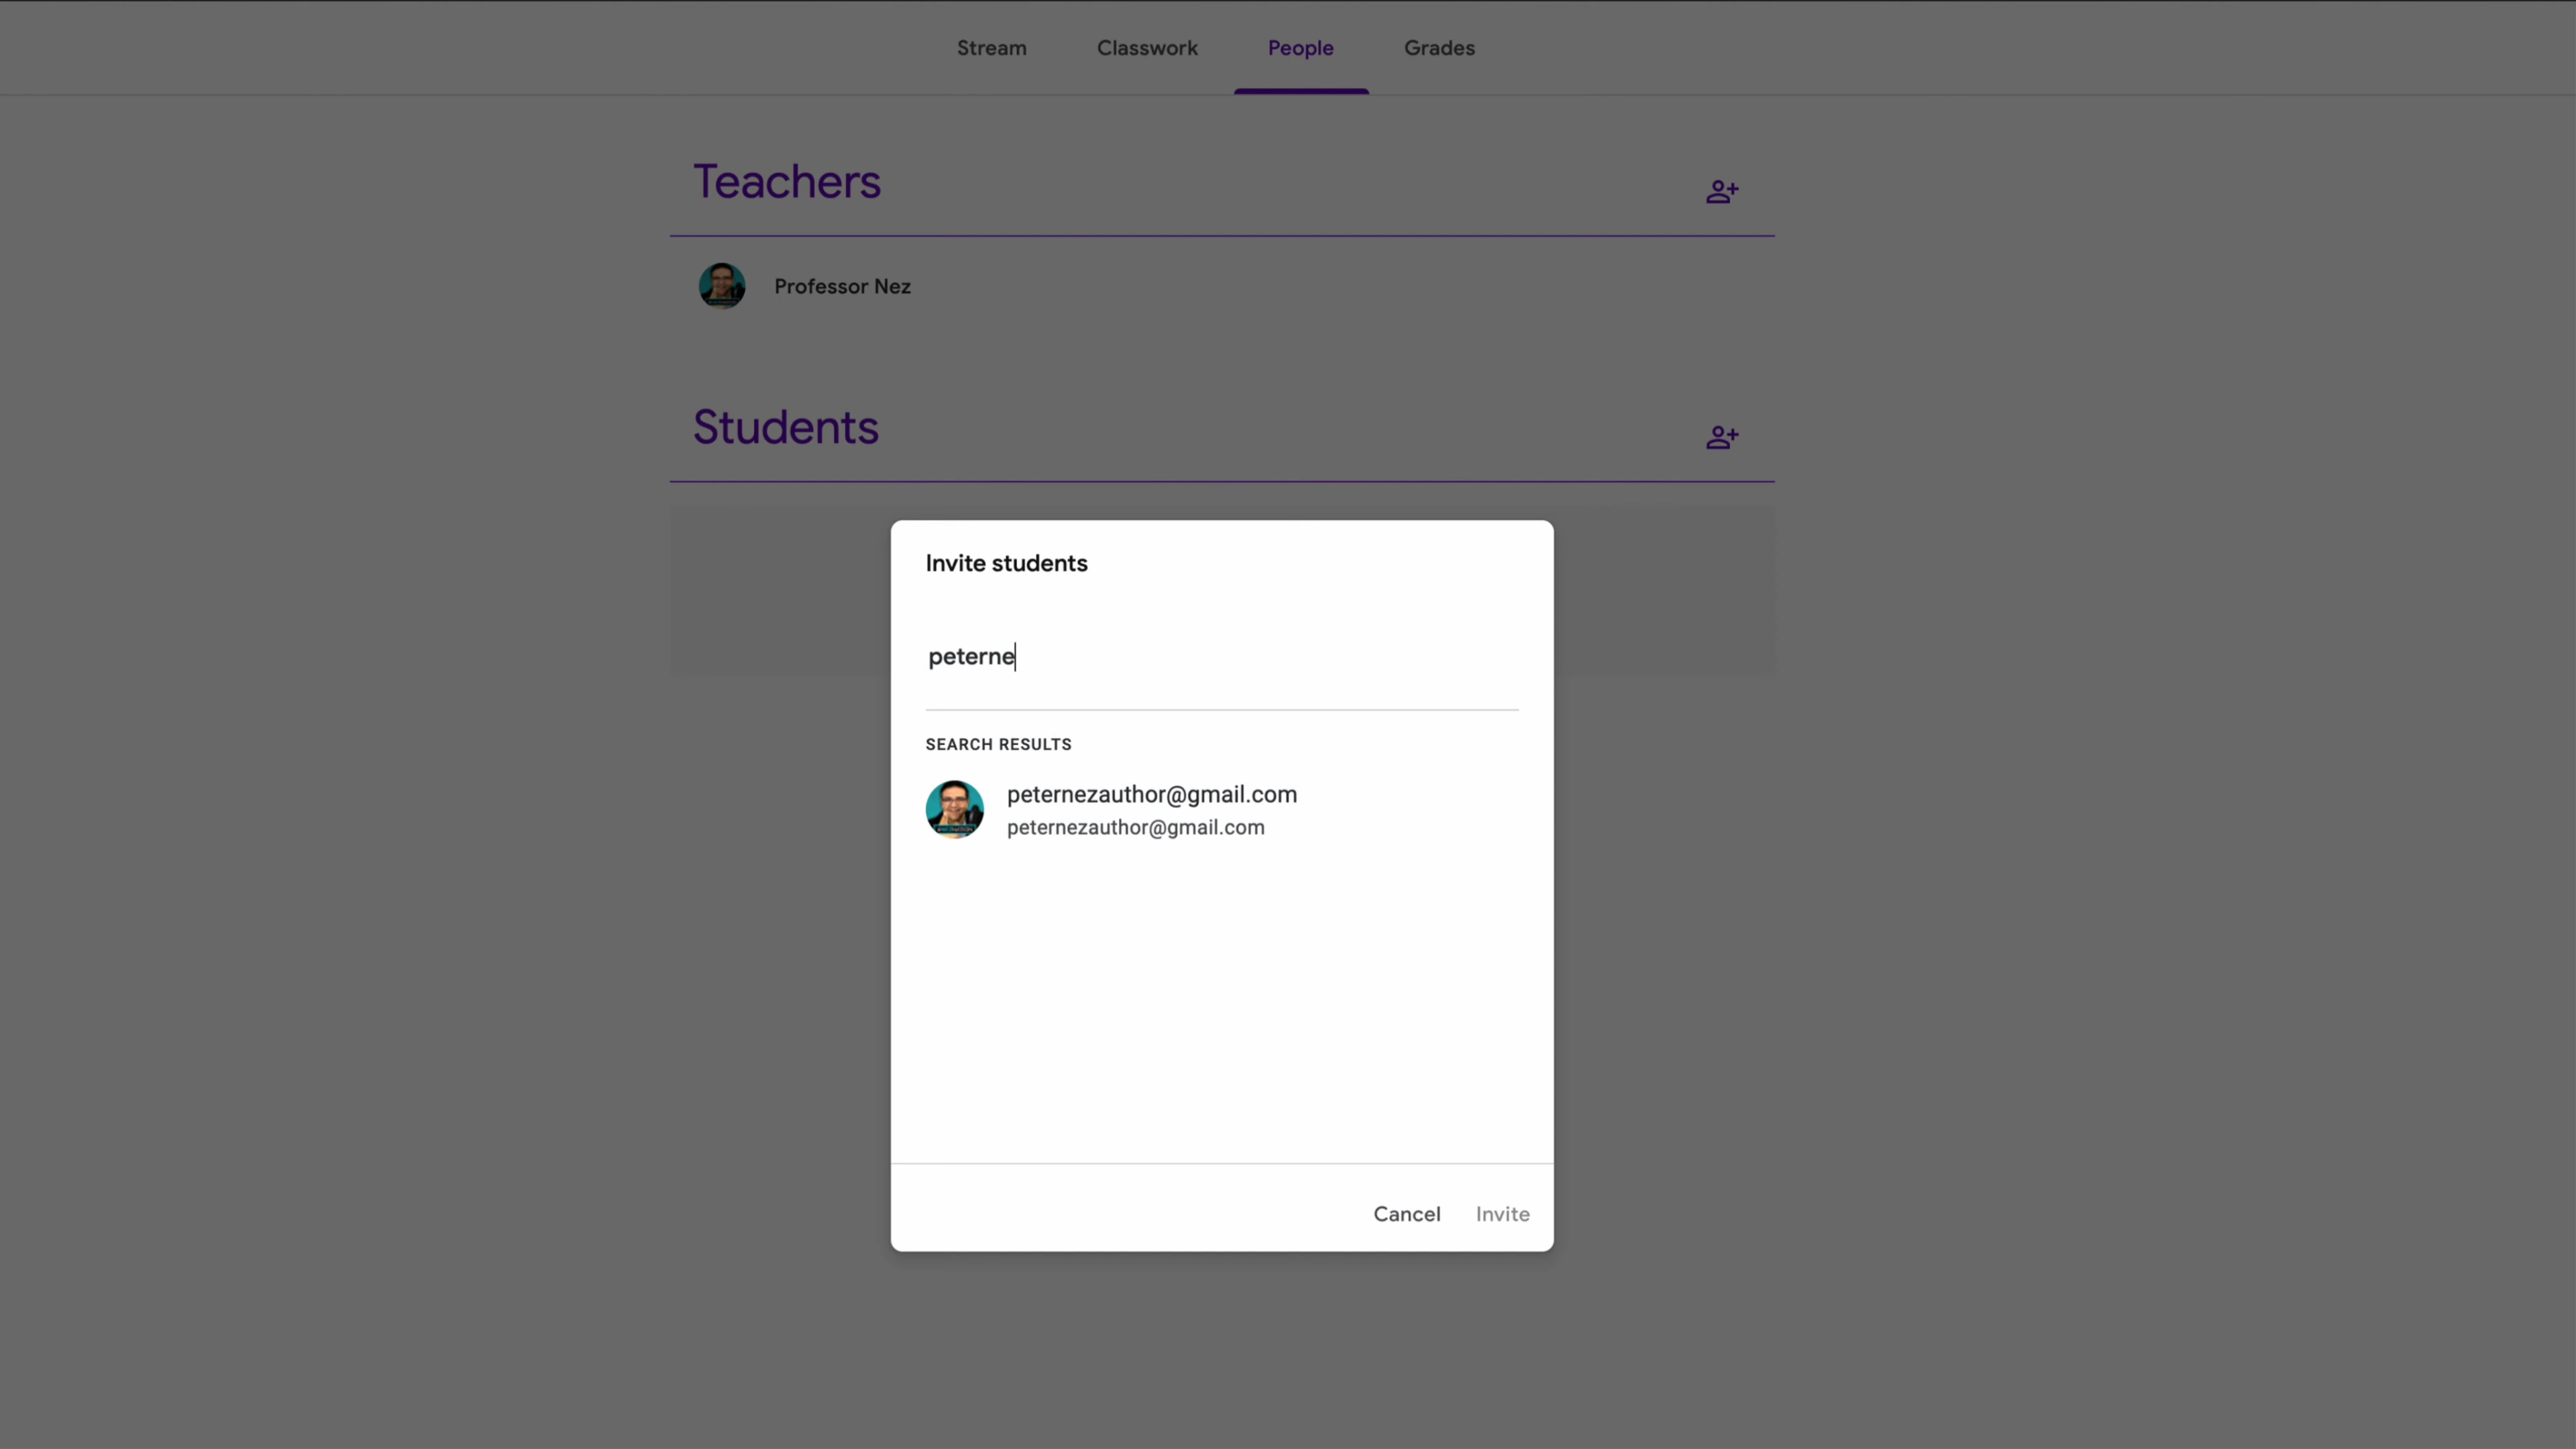 Stream Classwork People Grades
Teachers
Professor Nez
Students
Invite students
peterne
SEARCH RESULTS
peternezauthor@gmail.com
peternezauthor@gmail.com
Cancel Invite